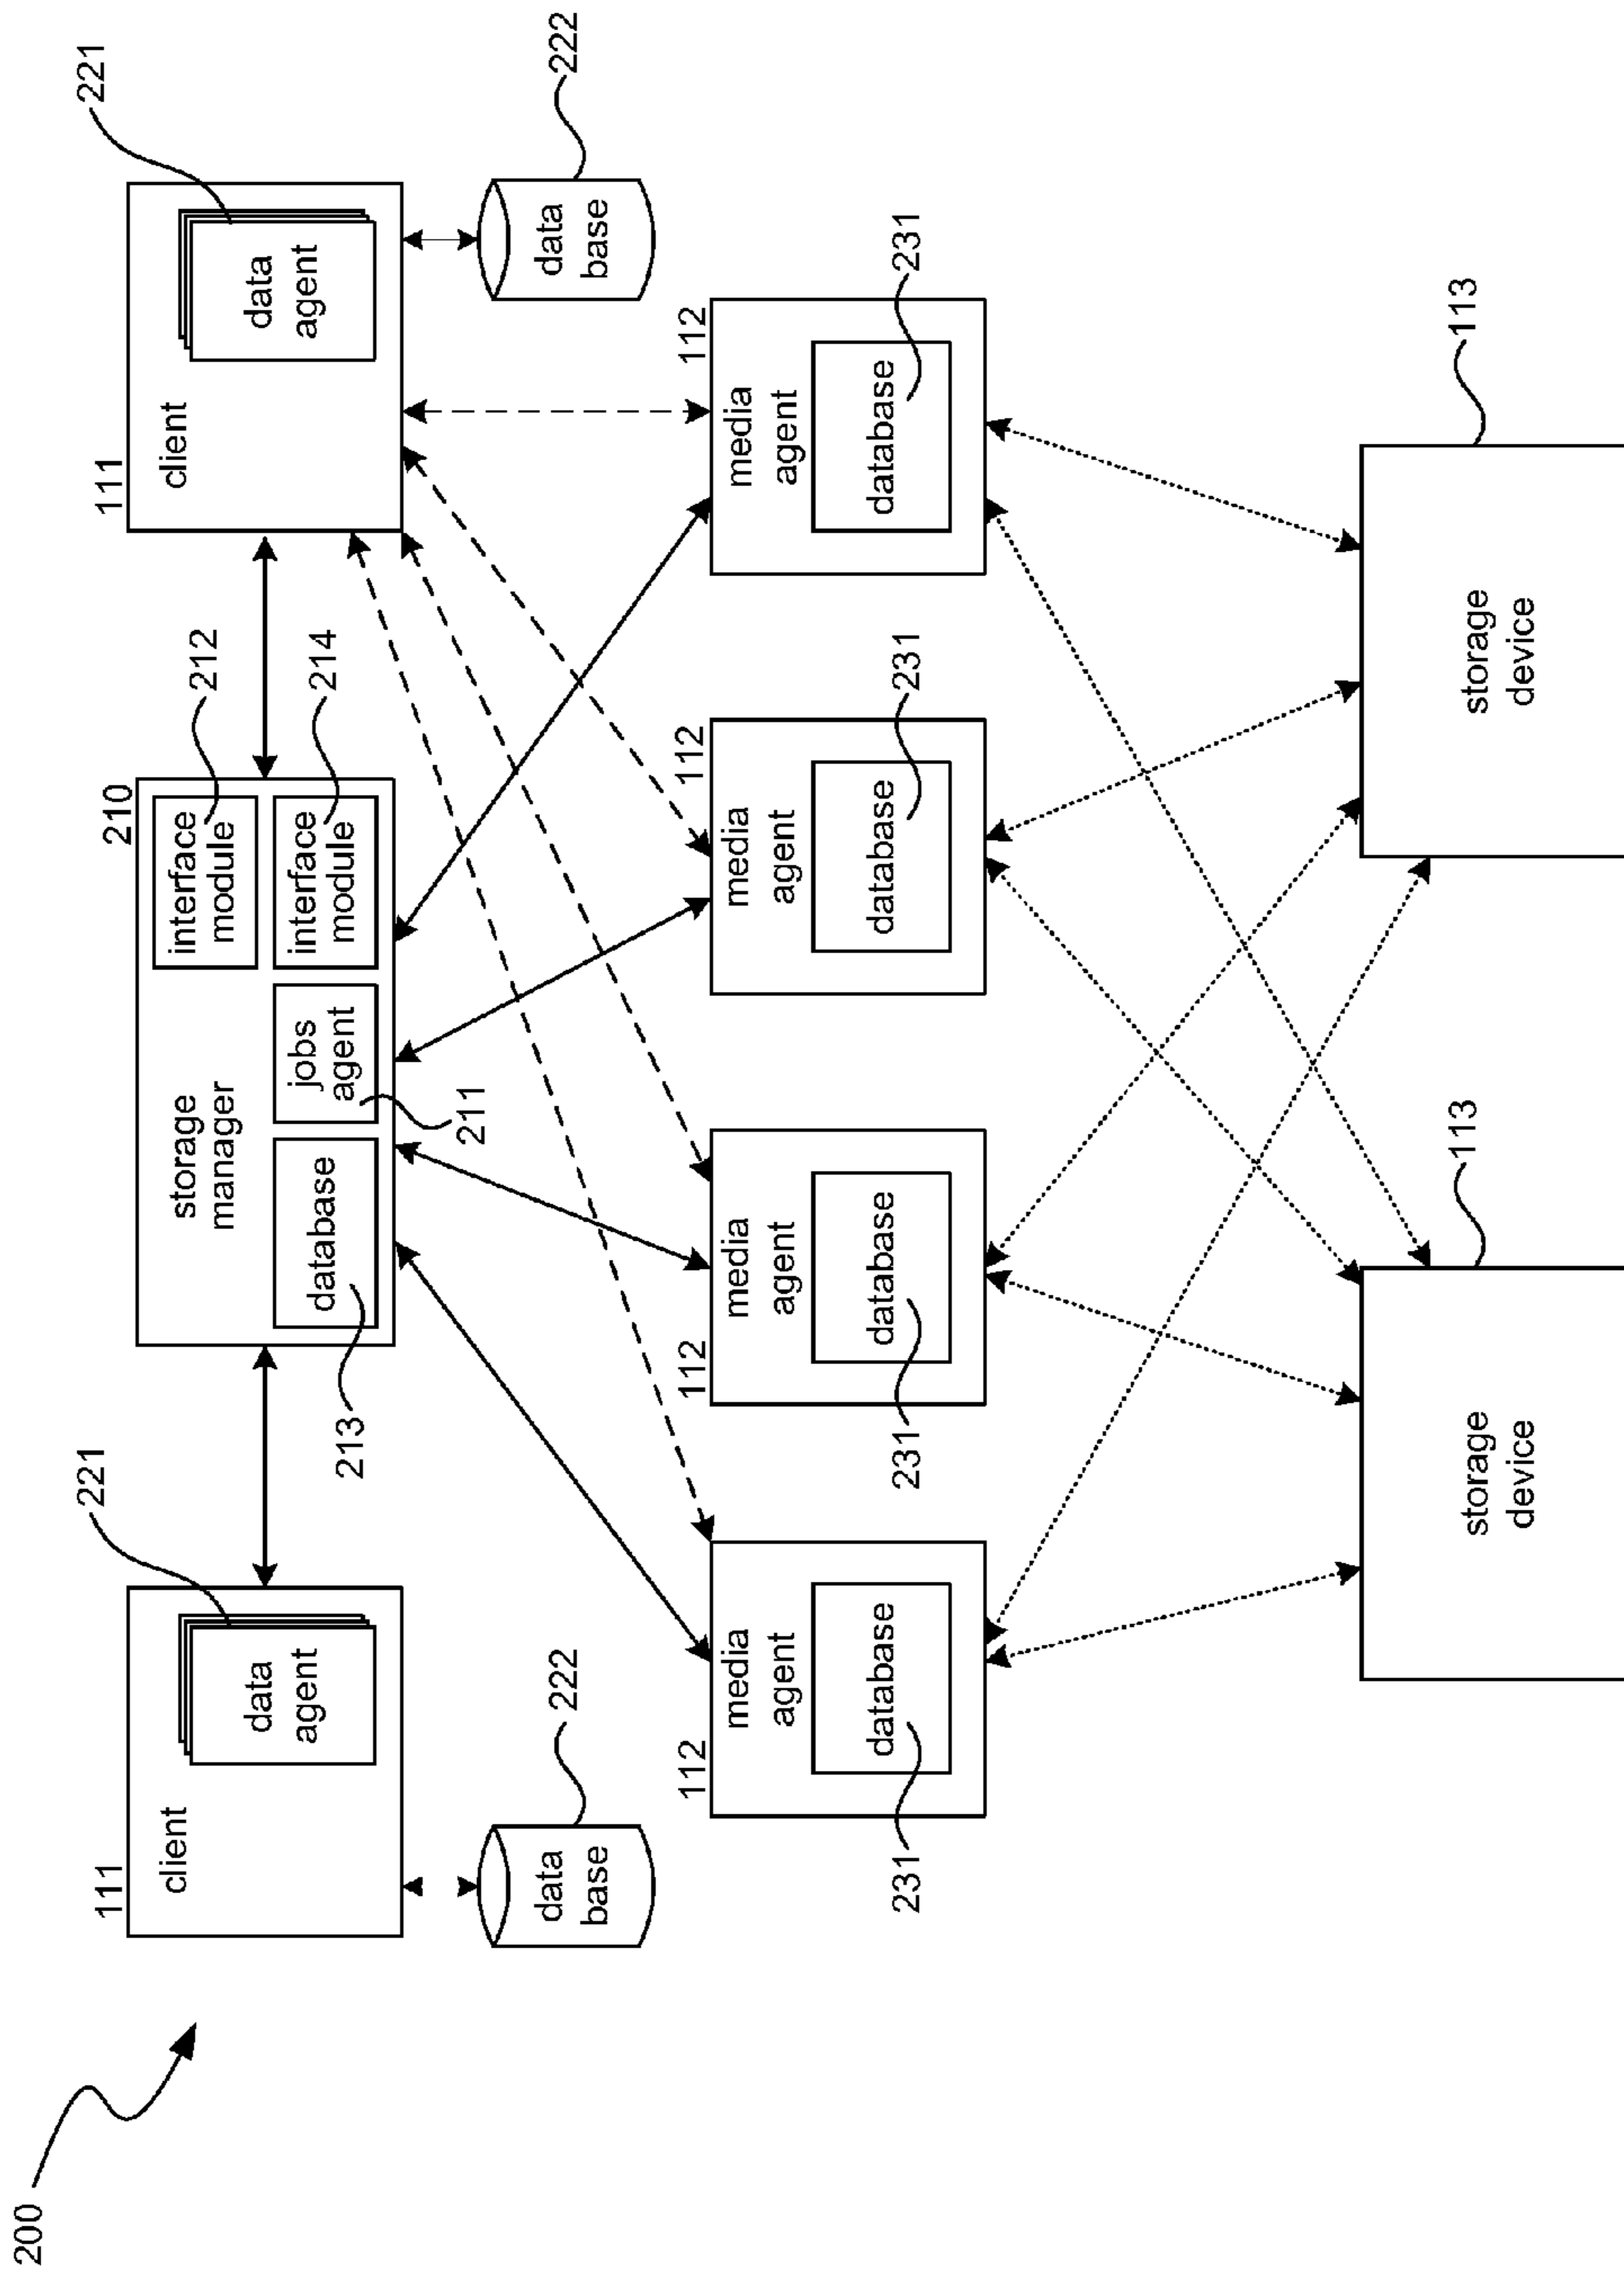 200
111
client
data
agent
221
data
base
222
210
storage
manager
interface
module
212
database
213
jobs
agent
211
interface
module
214
111
client
data
agent
221
data
base
222
112
media
agent
database
231
112
media
agent
database
231
112
media
agent
database
231
112
media
agent
database
231
storage
device
113
storage
device
113